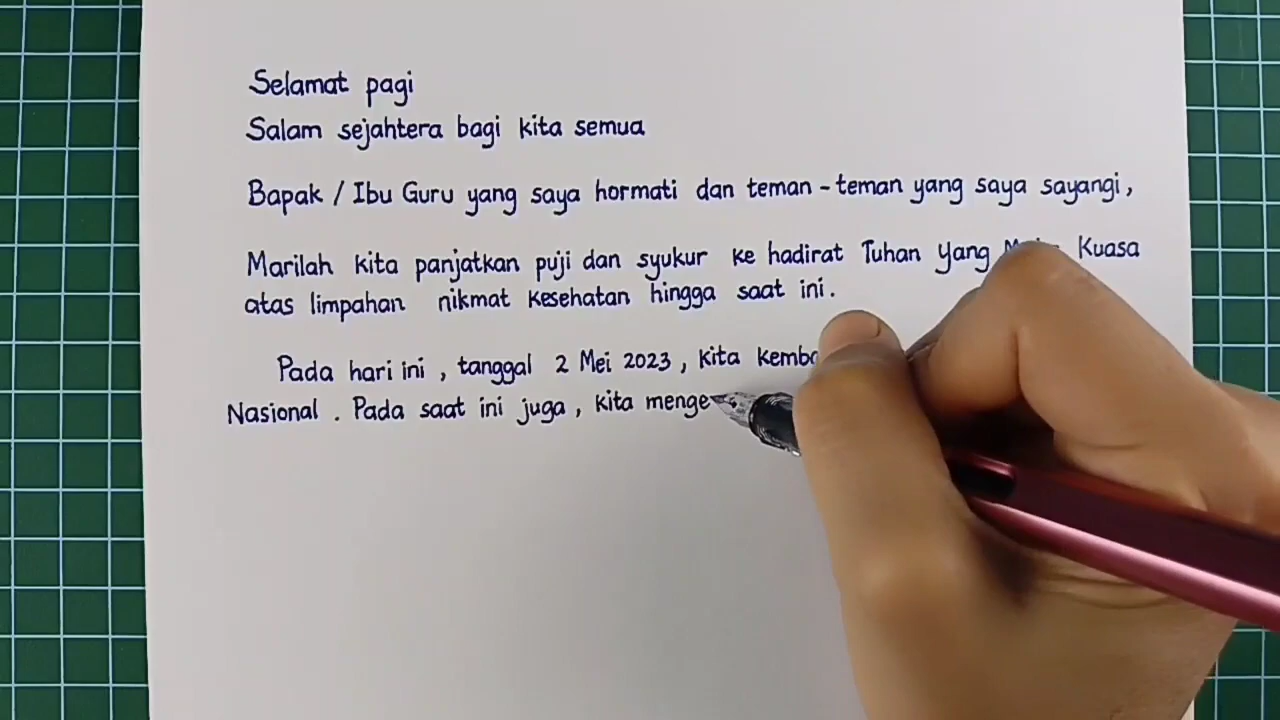 Selamat pagi
Salam sejahtera bagi kita semua
Bapak / Ibu Guru yang saya hormati dan teman - teman yang saya sayangi,
Marilah kita panjatkan puji dan syukur ke hadirat Tuhan Yang Kuasa
atas limpahan nikmat kesehatan hingga saat ini.
Pada hari ini, tanggal 2 Mei 2023, kita
Nasional. Pada saat ini juga, kita menge